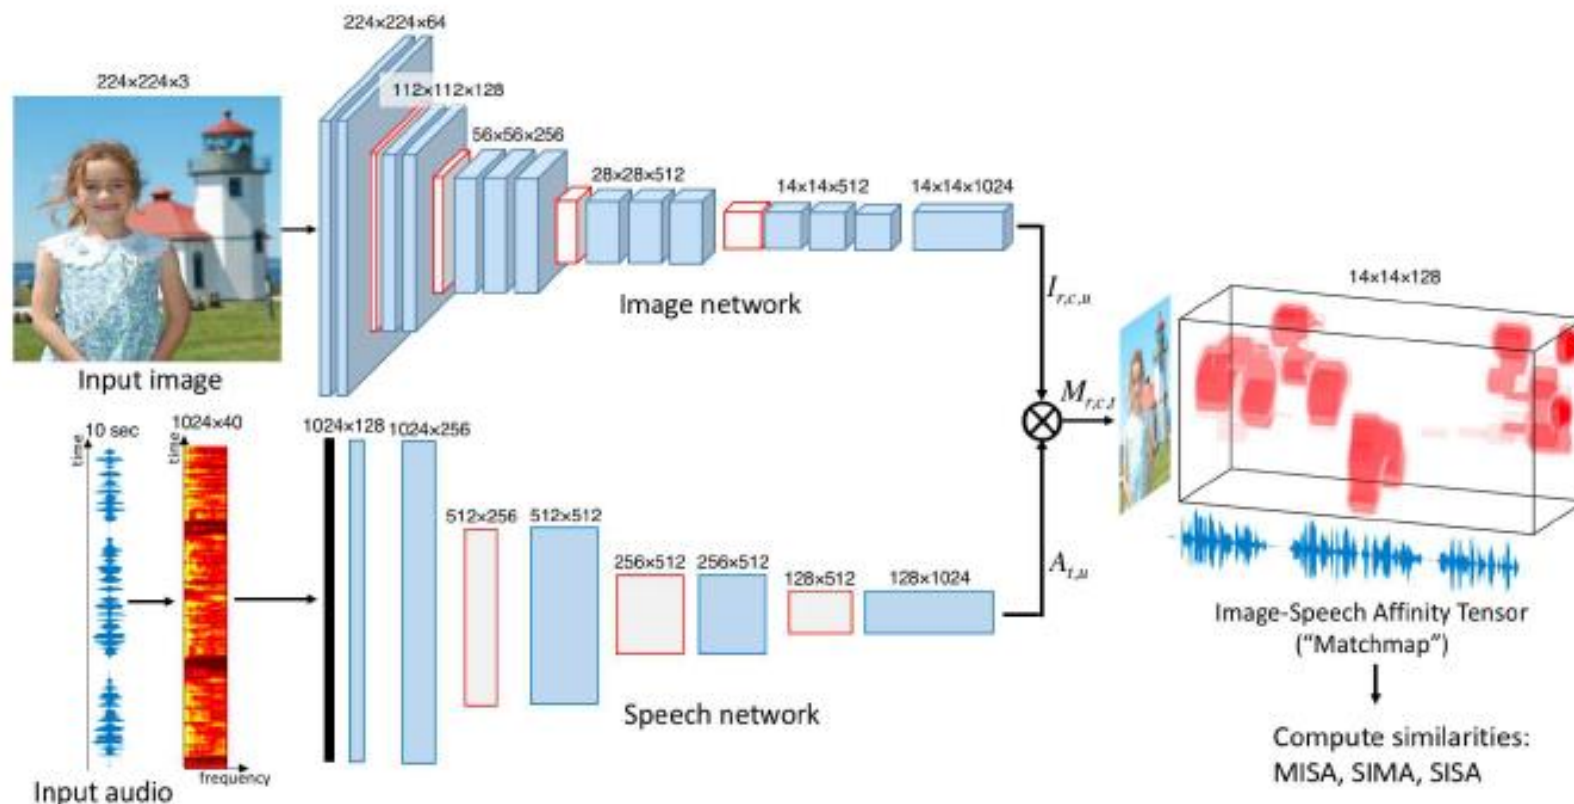 224×224×64
224×224×3
112×112×128
56×56×256
28×28×512
14×14×512
14×14×1024
Image network
Input image
I_{r,c,u}
14×14×128
M_{r,c,t}
10 sec
time
1024×40
time
frequency
Input audio
1024×128
1024×256
512×256
512×512
256×512
256×512
128×512
128×1024
A_{t,u}
Speech network
Image-Speech Affinity Tensor
(“Matchmap”)
Compute similarities:
MISA, SIMA, SISA